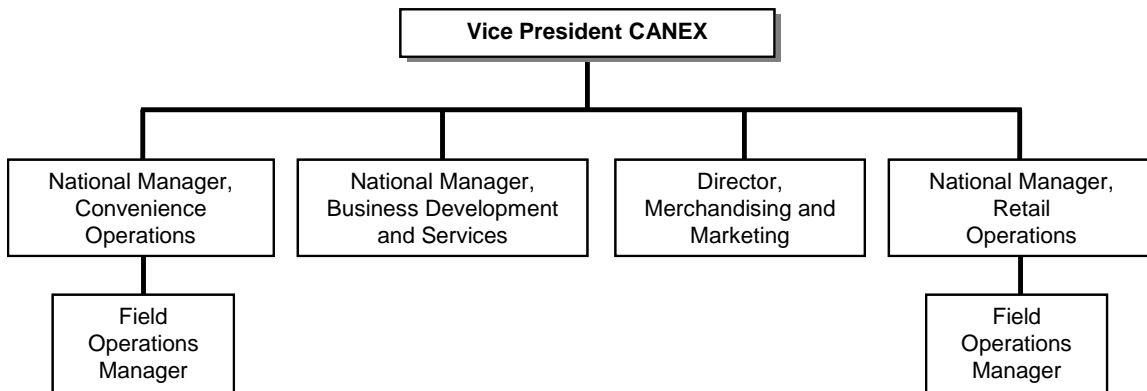 Vice President CANEX
National Manager,
Convenience
Operations
National Manager,
Business Development
and Services
Director,
Merchandising and
Marketing
National Manager,
Retail
Operations
Field
Operations
Manager
Field
Operations
Manager